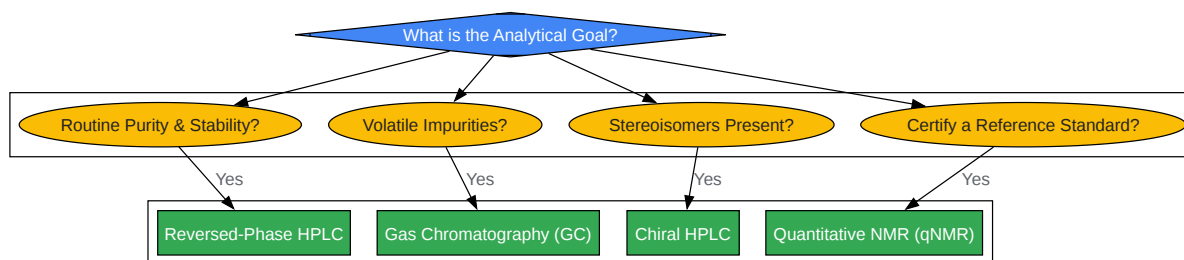 What is the Analytical Goal?
Routine Purity & Stability?
Volatile Impurities?
Stereoisomers Present?
Certify a Reference Standard?
Yes
Yes
Yes
Yes
Reversed-Phase HPLC
Gas Chromatography (GC)
Chiral HPLC
Quantitative NMR (qNMR)